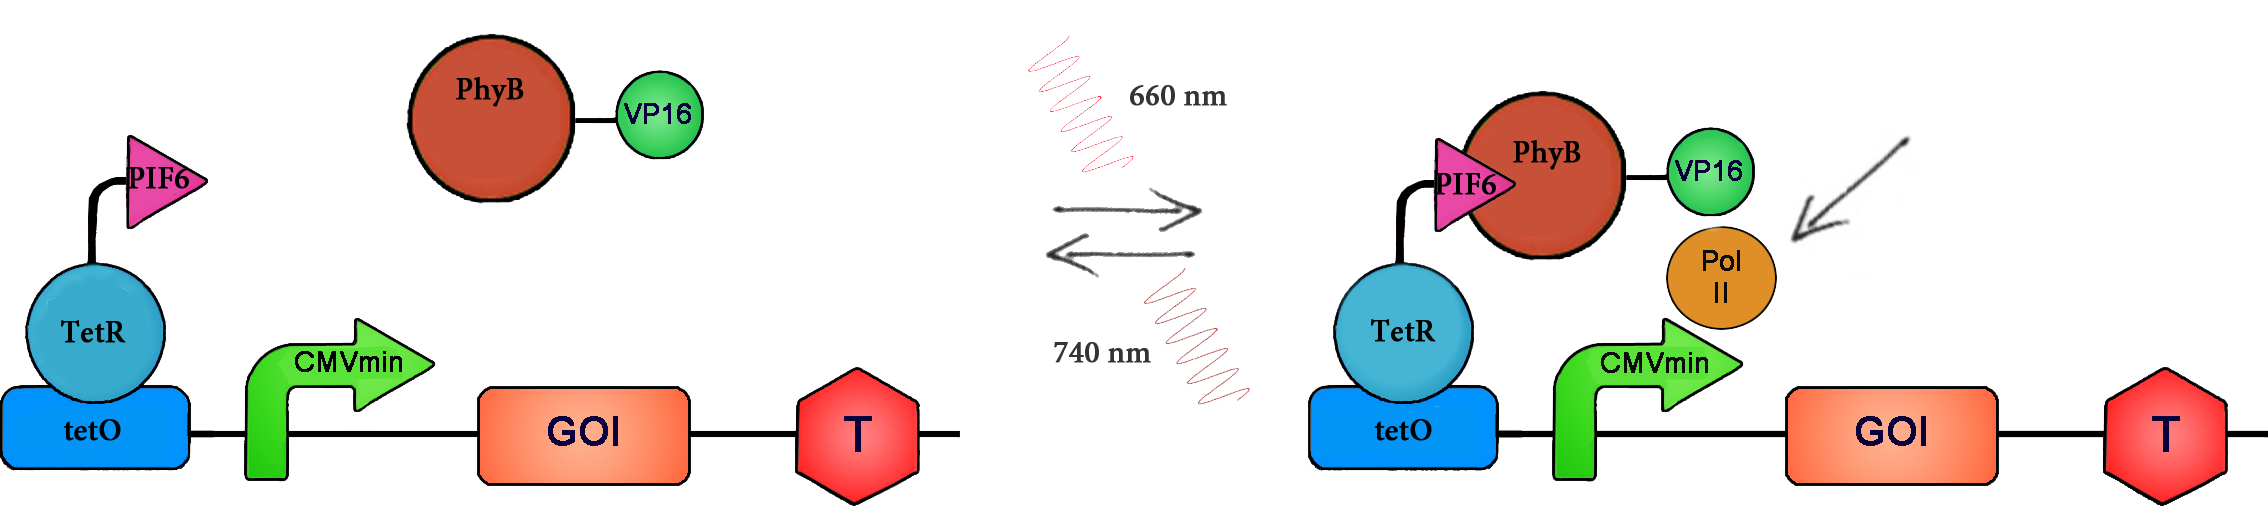 PhyB
VP16
PIF6
TetR
CMVmin
tetO
GOI
T
660 nm
740 nm
PhyB
VP16
PIF6
Pol
II
TetR
CMVmin
tetO
GOI
T